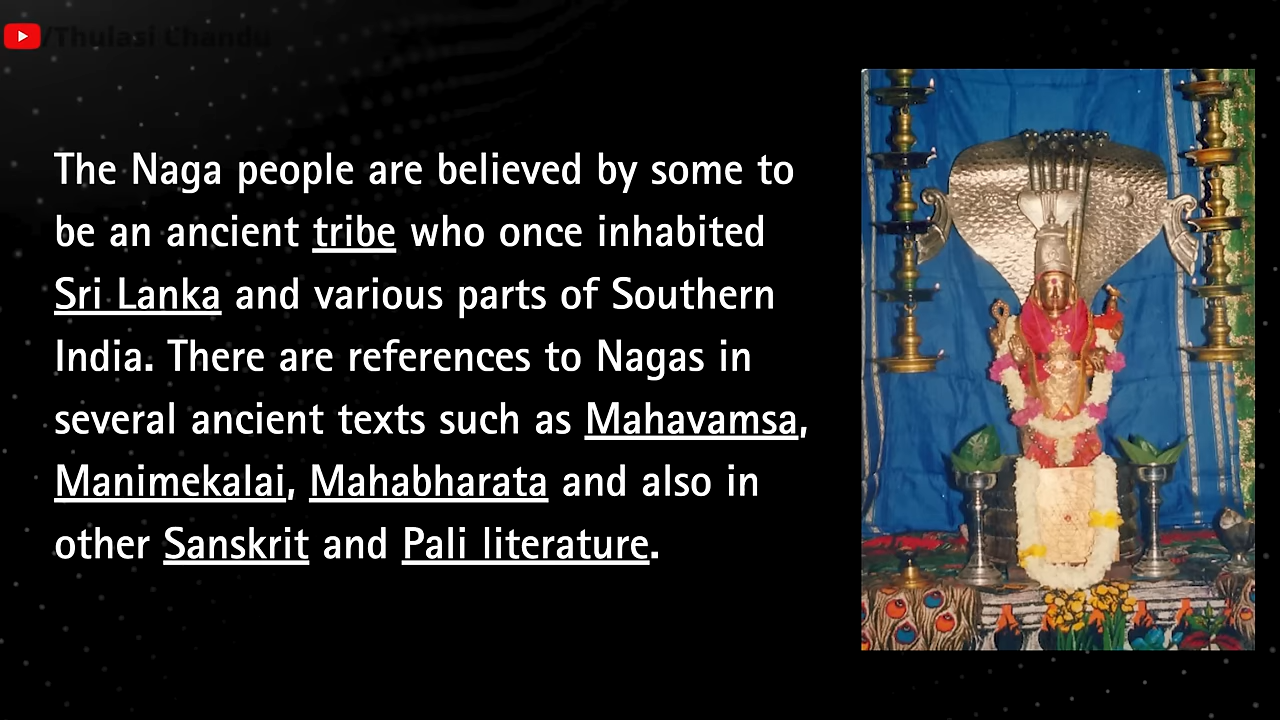 /Thulasi Chandu
The Naga people are believed by some to
be an ancient tribe who once inhabited
Sri Lanka and various parts of Southern
India. There are references to Nagas in
several ancient texts such as Mahavamsa,
Manimekalai, Mahabharata and also in
other Sanskrit and Pali literature.